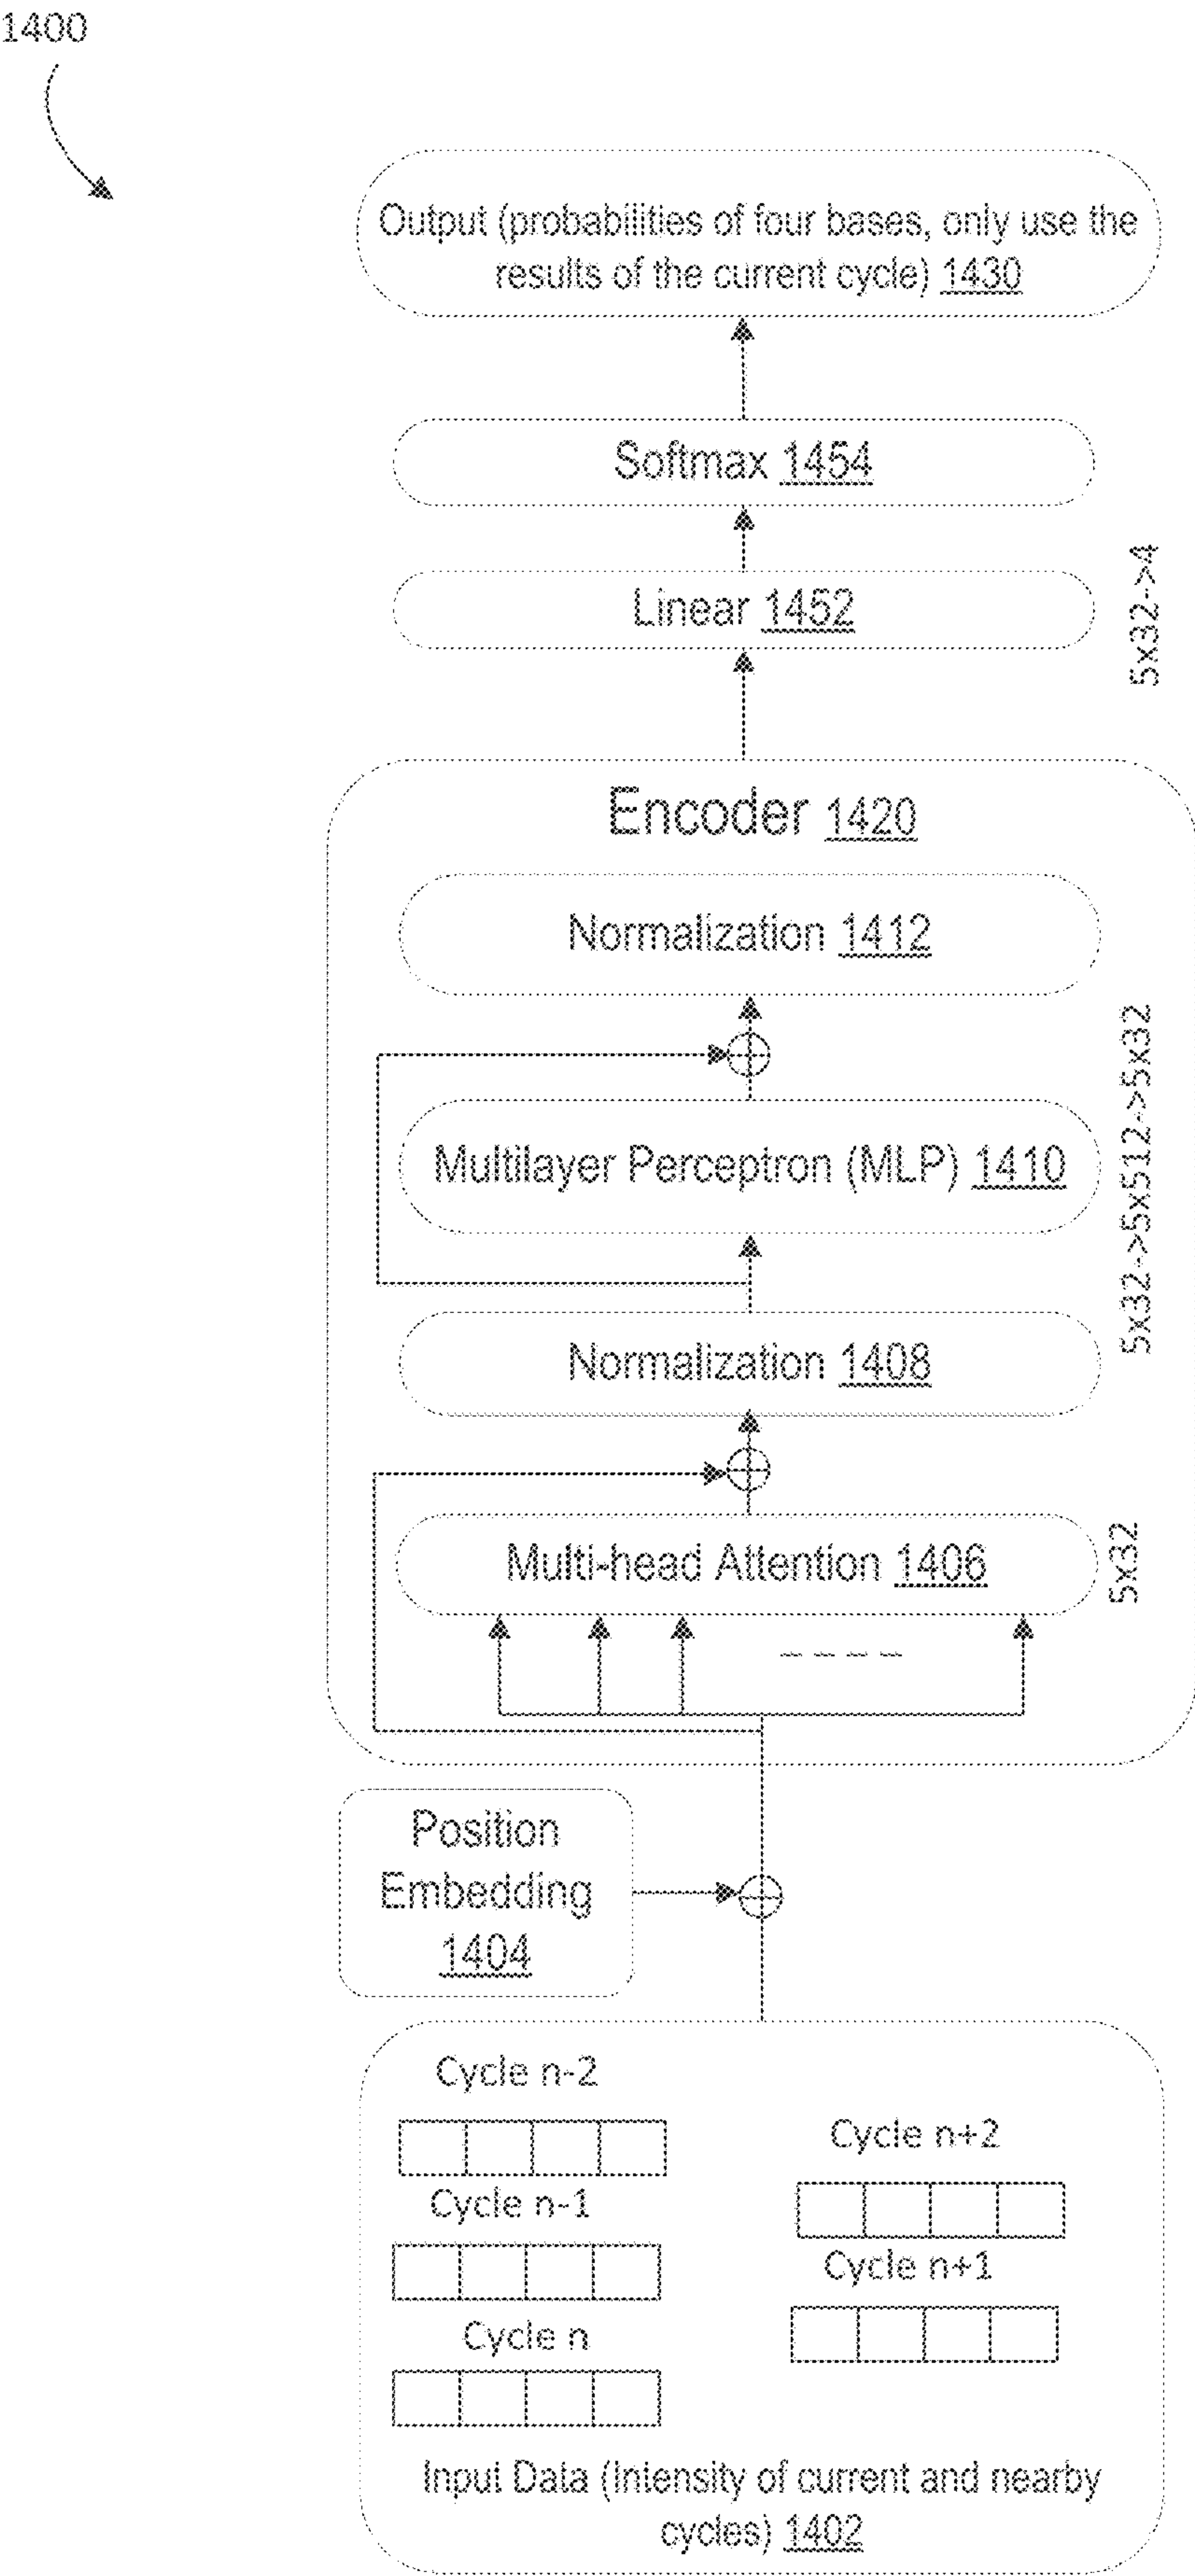 1400
Output (probabilities of four bases, only use the
results of the current cycle) 1430
Softmax 1454
Linear 1452
5x32->4
Encoder 1420
Normalization 1412
Multilayer Perceptron (MLP) 1410
5x32->5x512->5x32
Normalization 1408
Multi-head Attention 1406
5x32
Position
Embedding
1404
Cycle n-2
Cycle n-1
Cycle n
Cycle n+2
Cycle n+1
Input Data (Intensity of current and nearby
cycles) 1402